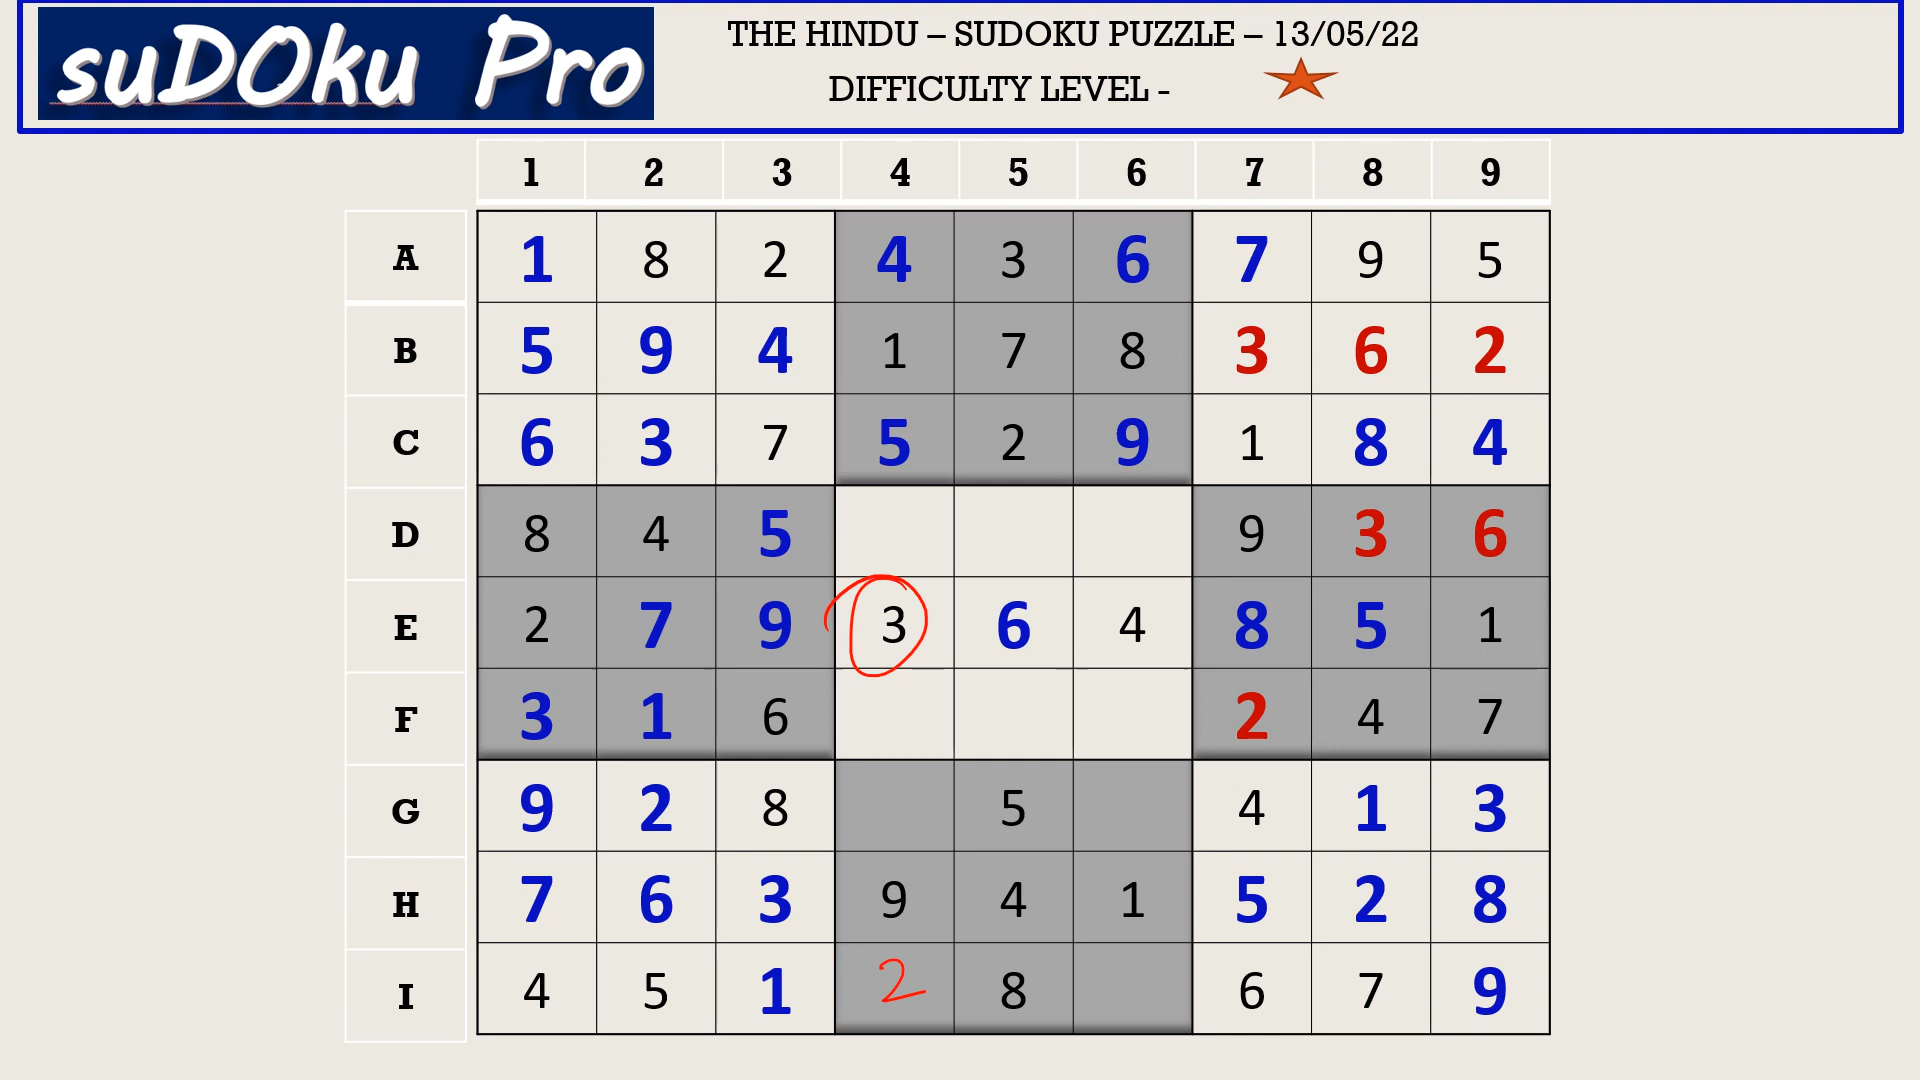 suDOku Pro
THE HINDU – SUDOKU PUZZLE – 13/05/22
DIFFICULTY LEVEL -
1 2 3 4 5 6 7 8 9
A 1 8 2 4 3 6 7 9 5
B 5 9 4 1 7 8 3 6 2
C 6 3 7 5 2 9 1 8 4
D 8 4 5 9 3 6
E 2 7 9 3 6 4 8 5 1
F 3 1 6 2 4 7
G 9 2 8 5 4 1 3
H 7 6 3 9 4 1 5 2 8
I 4 5 1 2 8 6 7 9